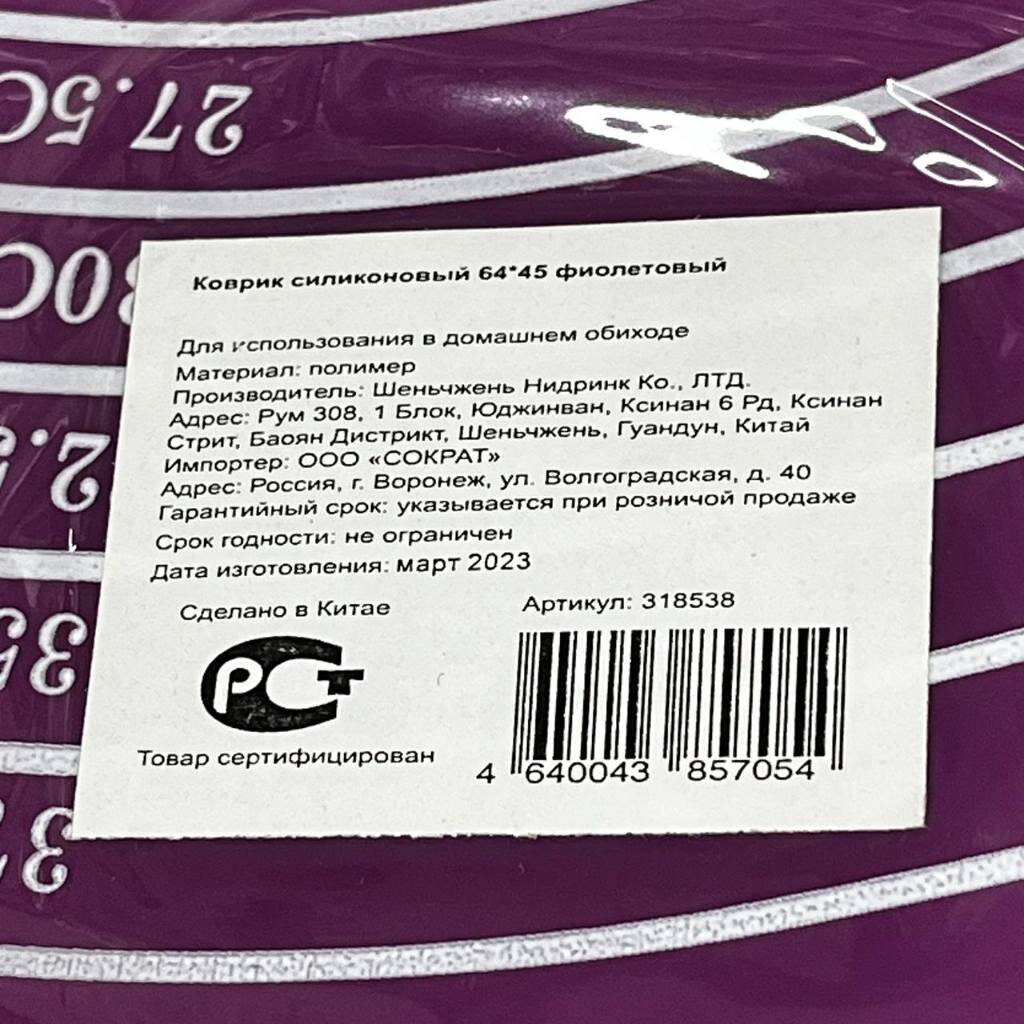 27.5C
30C
Коврик силиконовый 64*45 фиолетовый
Для использования в домашнем обиходе
Материал: полимер
Производитель: Шеньчжень Нидринк Ко., ЛТД.
Адрес: Рум 308, 1 Блок, Юджинван, Ксинан 6 Рд, Ксинан
Стрит, Баоян Дистрикт, Шеньчжень, Гуандун, Китай
Импортер: ООО «СОКРАТ»
Адрес: Россия, г. Воронеж, ул. Волгоградская, д. 40
Гарантийный срок: указывается при розничой продаже
Срок годности: не ограничен
Дата изготовления: март 2023
Сделано в Китае
Артикул: 318538
РСТ
Товар сертифицирован
4 640043 857054
35